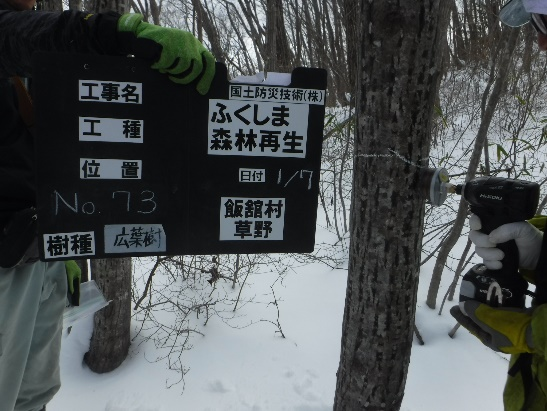 工事名
国土防災技術(株)
工種
ふくしま
森林再生
位置
日付 1/7
No.73
飯舘村
草野
樹種 広葉樹
HiKOKI